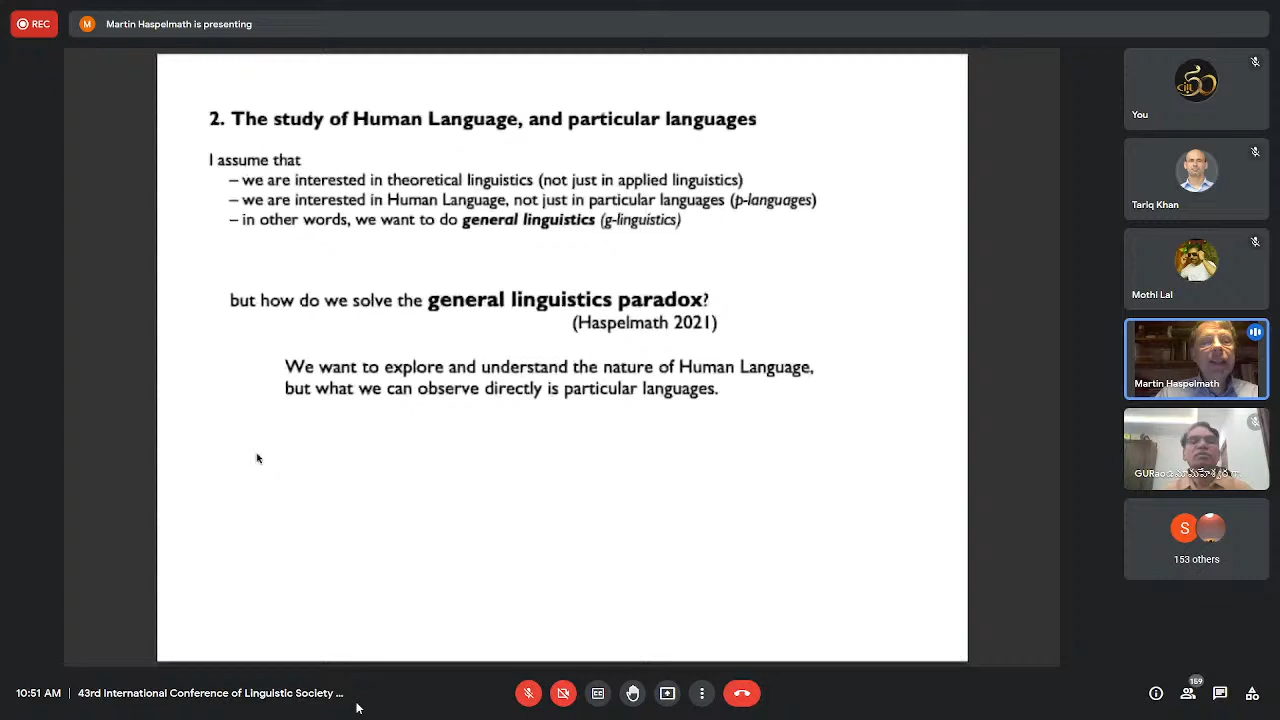 REC
M
Martin Haspelmath is presenting
2. The study of Human Language, and particular languages
I assume that
– we are interested in theoretical linguistics (not just in applied linguistics)
– we are interested in Human Language, not just in particular languages (p-languages)
– in other words, we want to do general linguistics (g-linguistics)
but how do we solve the general linguistics paradox?
(Haspelmath 2021)
We want to explore and understand the nature of Human Language,
but what we can observe directly is particular languages.
You
Tariq Khan
Mothi Lal
Martin Haspelmath
GURao
S
153 others
10:51 AM | 43rd International Conference of Linguistic Society ...
169